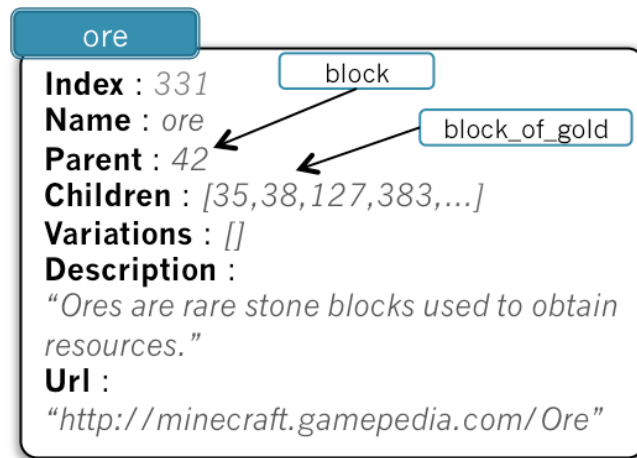 ore
block
Index : 331
Name : ore
block_of_gold
Parent : 42
Children : [35,38,127,383,...]
Variations : []
Description :
“Ores are rare stone blocks used to obtain
resources.”
Url :
“http://minecraft.gamepedia.com/Ore”